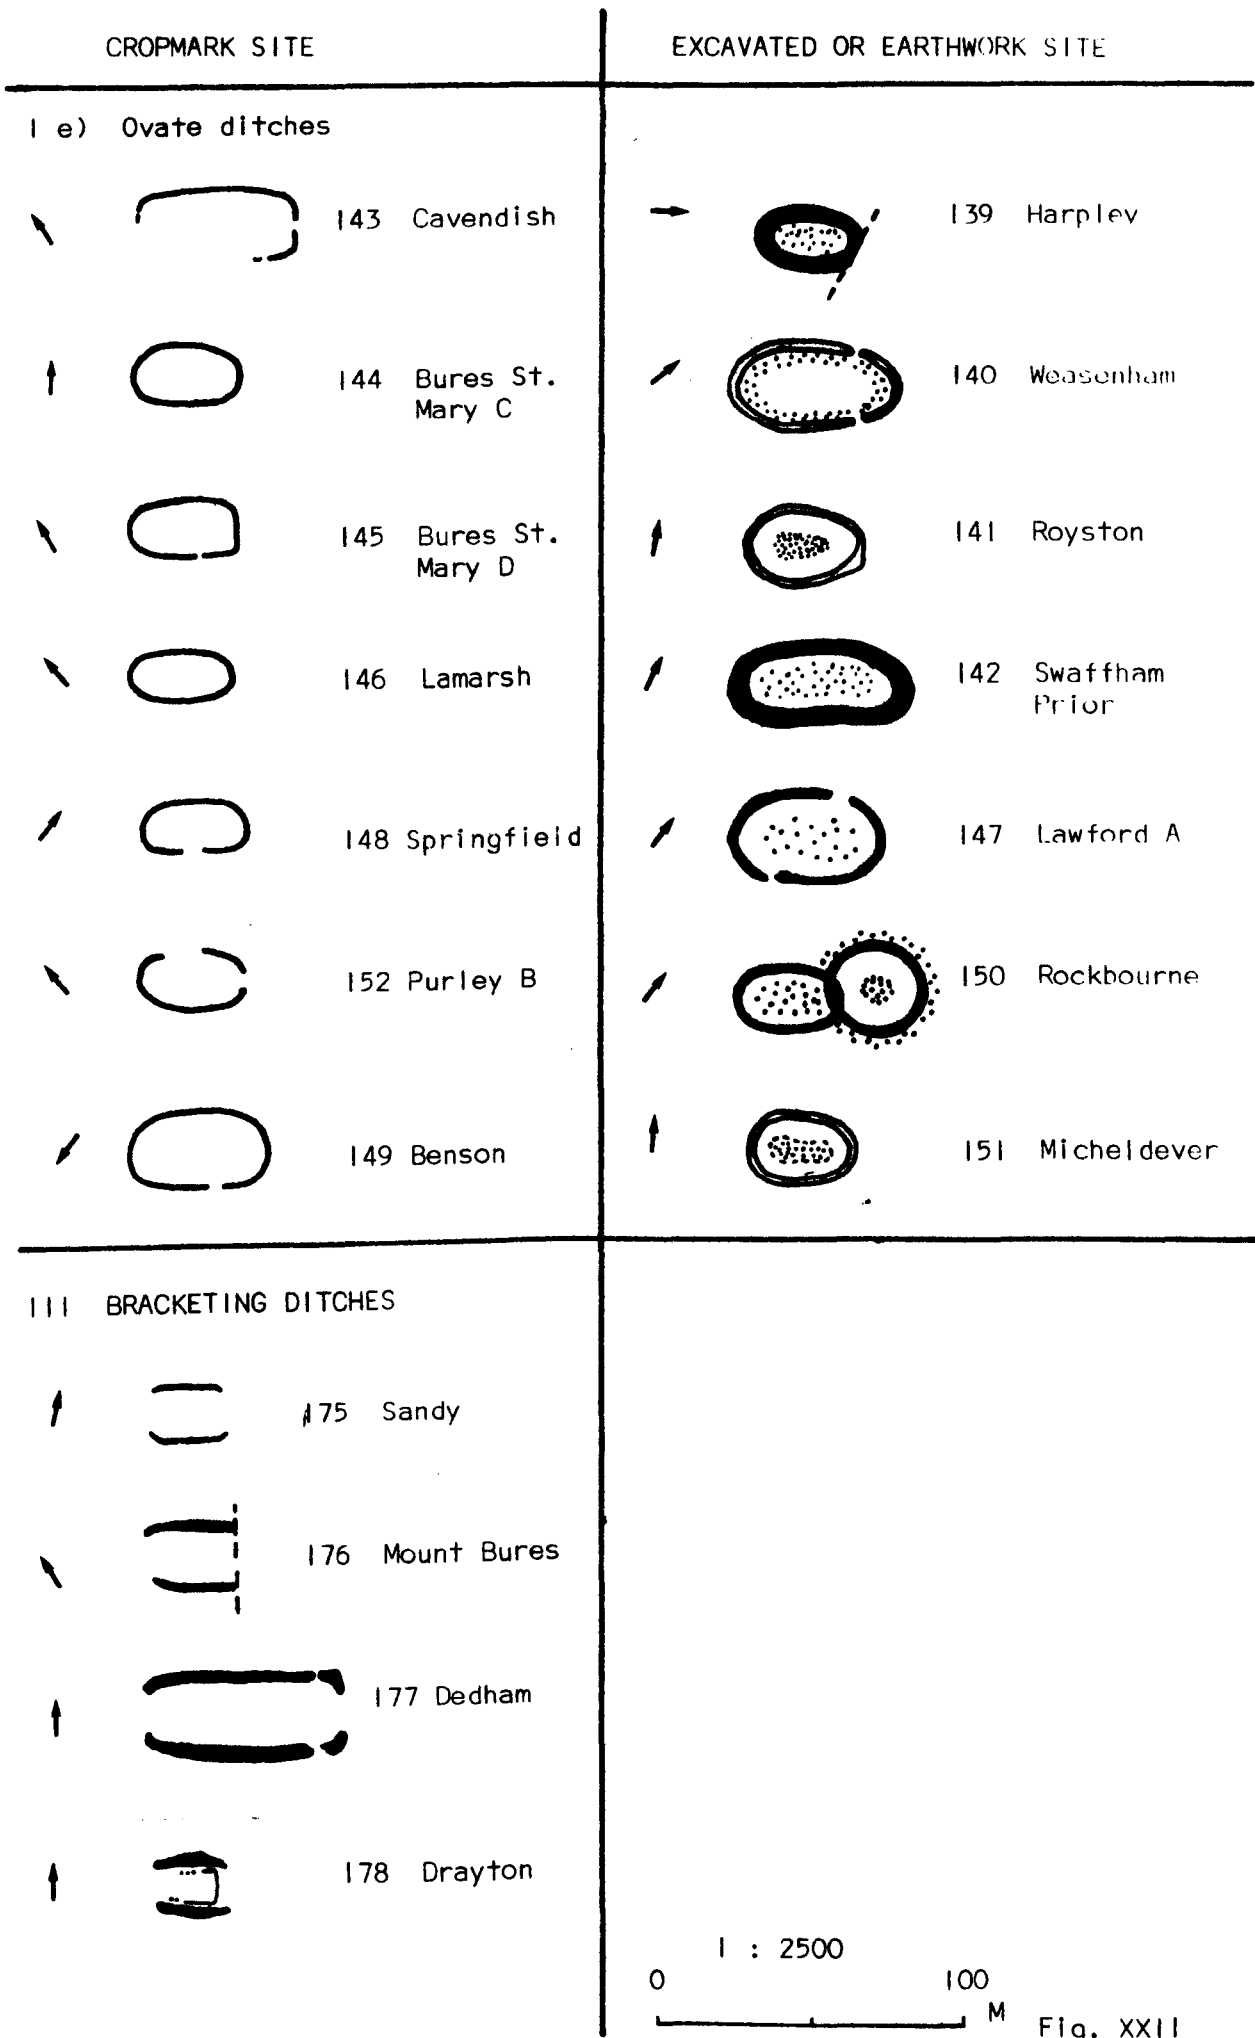 CROPMARK SITE
EXCAVATED OR EARTHWORK SITE
I e) Ovate ditches
143 Cavendish
144 Bures St.
Mary C
145 Bures St.
Mary D
146 Lamarsh
148 Springfield
152 Purley B
149 Benson
139 Harpley
140 Weasenham
141 Royston
142 Swaffham
Prior
147 Lawford A
150 Rockbourne
151 Micheldever
III BRACKETING DITCHES
175 Sandy
176 Mount Bures
177 Dedham
178 Drayton
1 : 2500
0 100
M
Fig. XXII